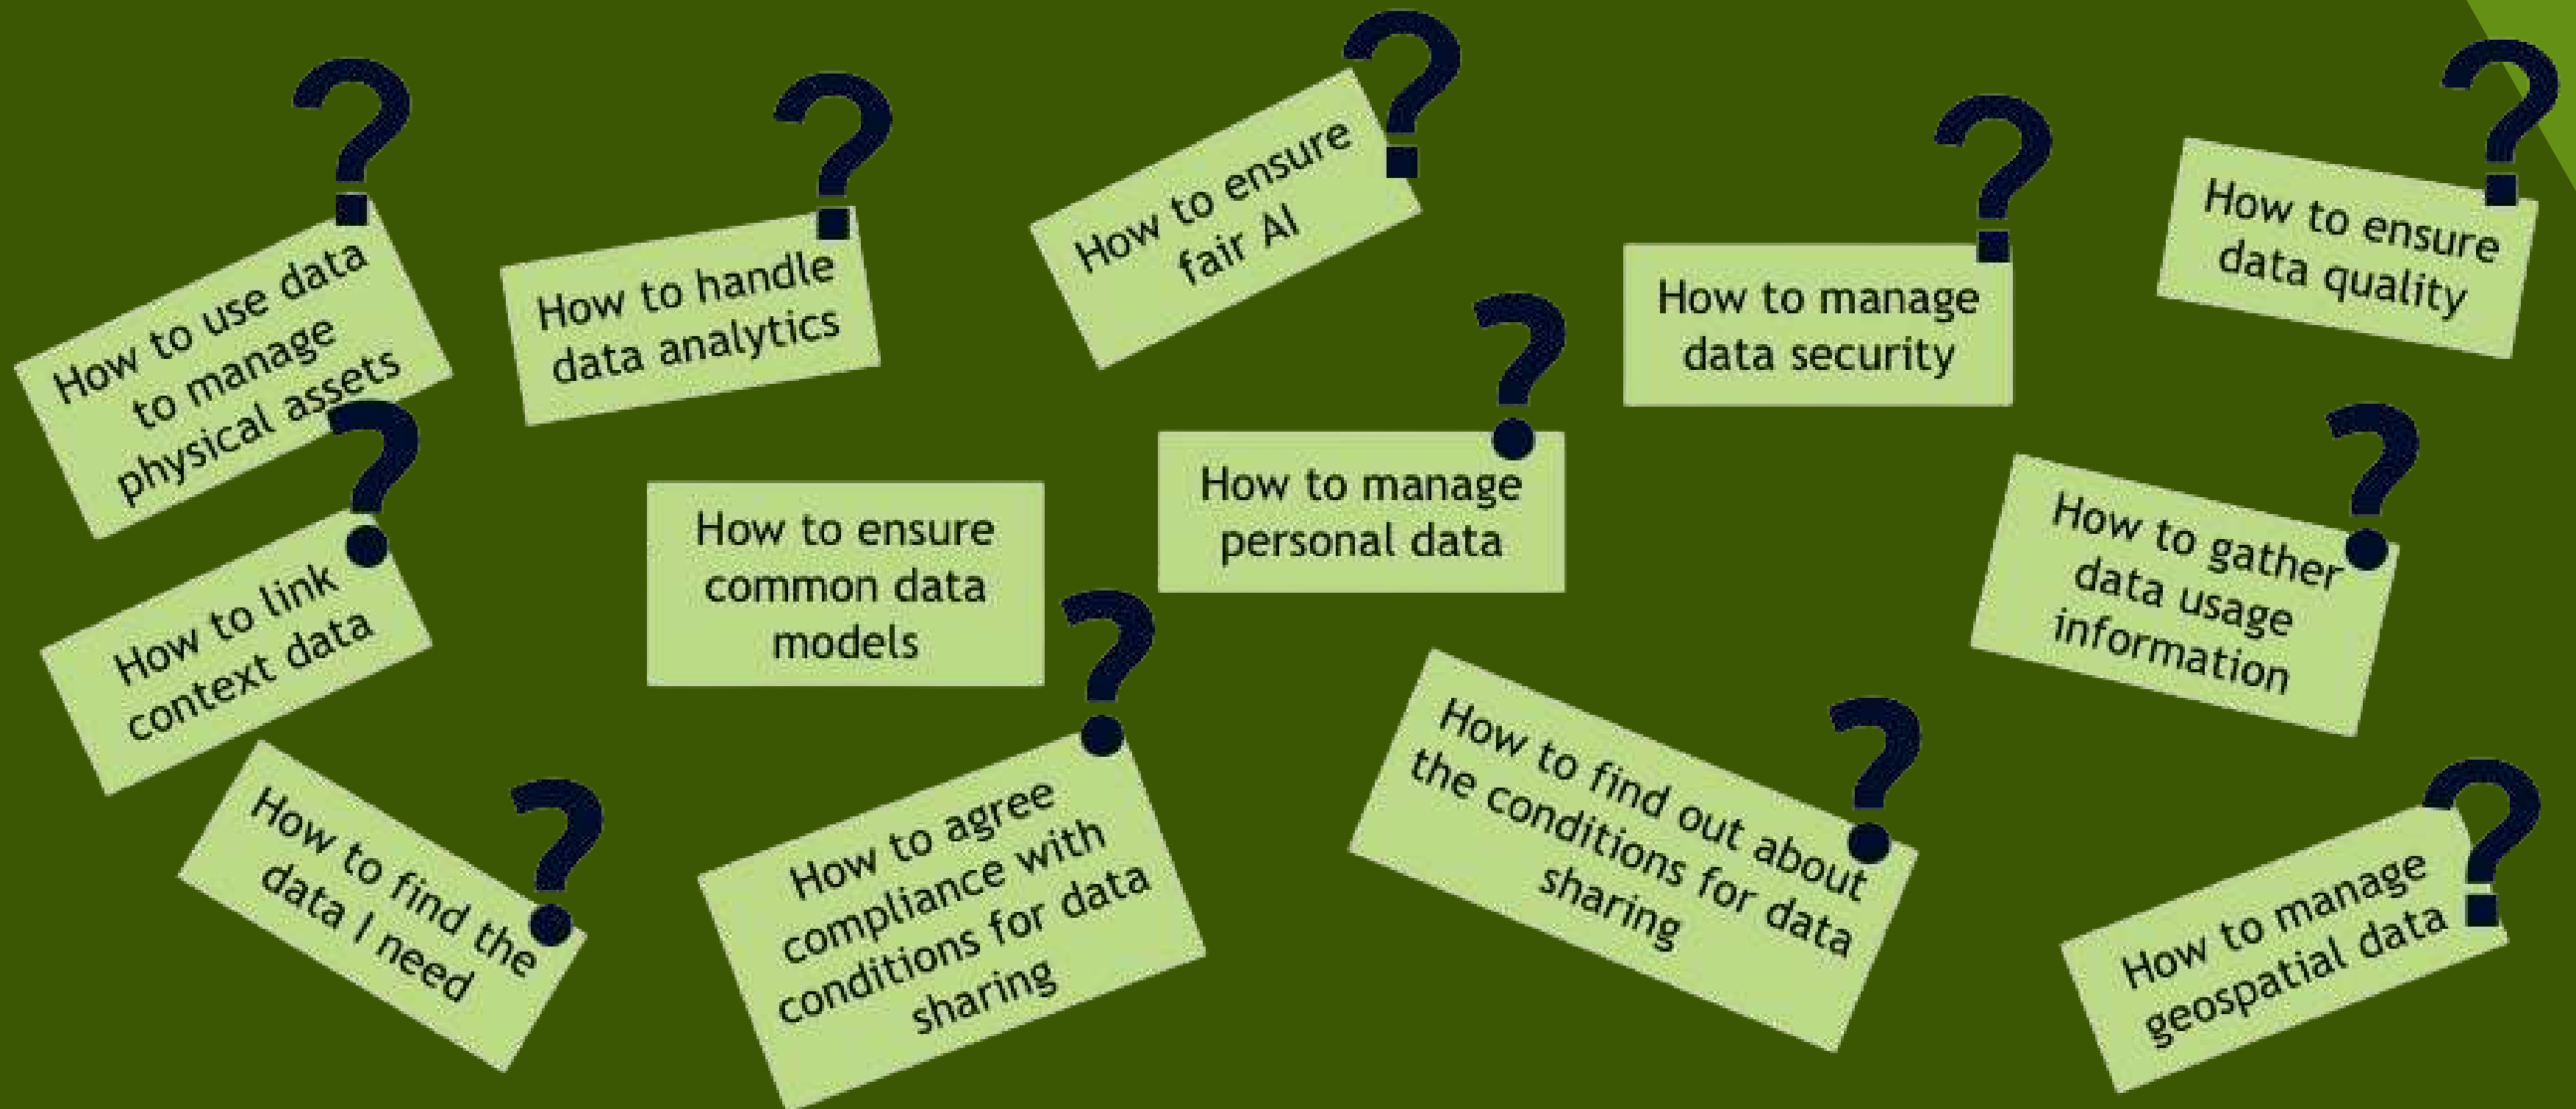 ?
How to use data
to manage
physical assets
?
How to handle
data analytics
?
How to ensure
fair AI
?
How to manage
data security
?
How to ensure
data quality
?
How to link
context data
How to ensure
common data
models
?
How to manage
personal data
?
How to gather
data usage
information
?
How to find the
data I need
?
How to agree
compliance with
conditions for data
sharing
?
How to find out about
the conditions for data
sharing
?
How to manage
geospatial data